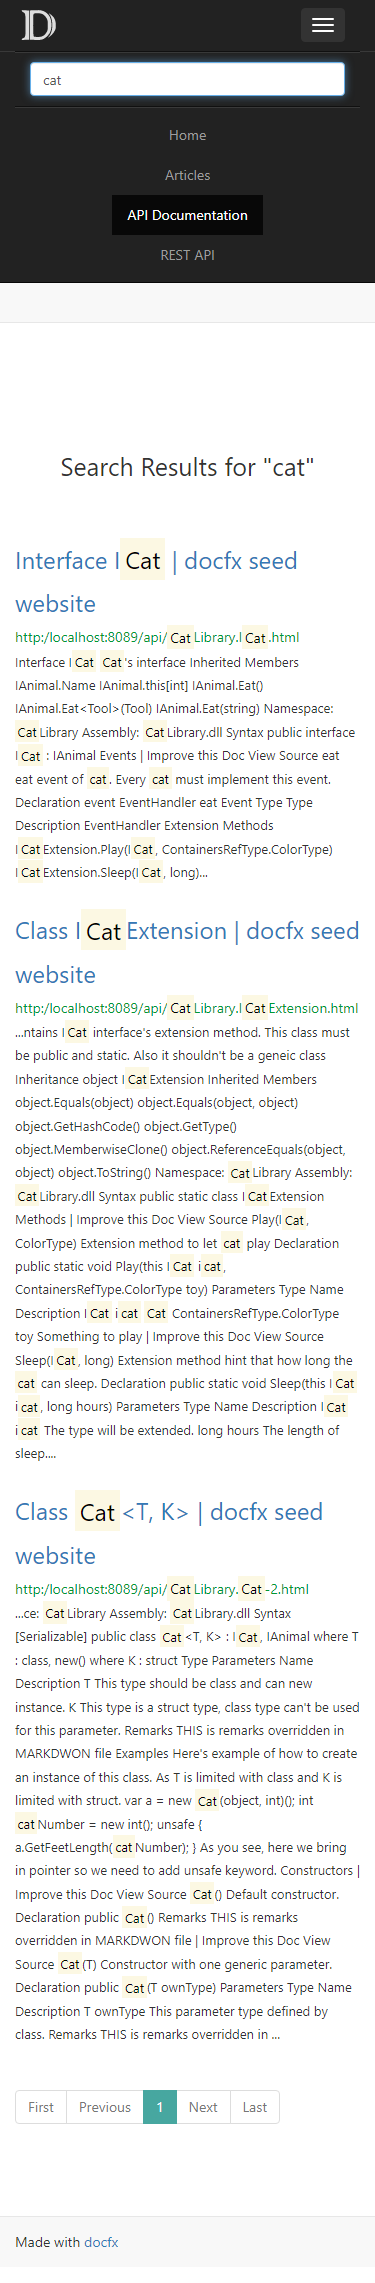 cat
Home
Articles
API Documentation
REST API
Search Results for "cat"
Interface ICat | docfx seed
website
http:/localhost:8089/api/CatLibrary.ICat.html
Interface ICat Cat's interface Inherited Members
IAnimal.Name IAnimal.this[int] IAnimal.Eat()
IAnimal.Eat<Tool>(Tool) IAnimal.Eat(string) Namespace:
CatLibrary Assembly: CatLibrary.dll Syntax public interface
ICat : IAnimal Events | Improve this Doc View Source eat
eat event of cat. Every cat must implement this event.
Declaration event EventHandler eat Event Type Type
Description EventHandler Extension Methods
ICatExtension.Play(ICat, ContainersRefType.ColorType)
ICatExtension.Sleep(ICat, long)...
Class ICatExtension | docfx seed
website
http:/localhost:8089/api/CatLibrary.ICatExtension.html
...ntains ICat interface's extension method. This class must
be public and static. Also it shouldn't be a geneic class
Inheritance object ICatExtension Inherited Members
object.Equals(object) object.Equals(object, object)
object.GetHashCode() object.GetType()
object.MemberwiseClone() object.ReferenceEquals(object,
object) object.ToString() Namespace: CatLibrary Assembly:
CatLibrary.dll Syntax public static class ICatExtension
Methods | Improve this Doc View Source Play(ICat,
ColorType) Extension method to let cat play Declaration
public static void Play(this ICat icat,
ContainersRefType.ColorType toy) Parameters Type Name
Description ICat icat Cat ContainersRefType.ColorType
toy Something to play | Improve this Doc View Source
Sleep(ICat, long) Extension method hint that how long the
cat can sleep. Declaration public static void Sleep(this ICat
icat, long hours) Parameters Type Name Description ICat
icat The type will be extended. long hours The length of
sleep....
Class Cat<T, K> | docfx seed
website
http:/localhost:8089/api/CatLibrary.Cat-2.html
...ce: CatLibrary Assembly: CatLibrary.dll Syntax
[Serializable] public class Cat<T, K> : ICat, IAnimal where T
: class, new() where K : struct Type Parameters Name
Description T This type should be class and can new
instance. K This type is a struct type, class type can't be used
for this parameter. Remarks THIS is remarks overridden in
MARKDWON file Examples Here's example of how to create
an instance of this class. As T is limited with class and K is
limited with struct. var a = new Cat(object, int)(); int
catNumber = new int(); unsafe {
a.GetFeetLength(catNumber); } As you see, here we bring
in pointer so we need to add unsafe keyword. Constructors |
Improve this Doc View Source Cat() Default constructor.
Declaration public Cat() Remarks THIS is remarks
overridden in MARKDWON file | Improve this Doc View
Source Cat(T) Constructor with one generic parameter.
Declaration public Cat(T ownType) Parameters Type Name
Description T ownType This parameter type defined by
class. Remarks THIS is remarks overridden in ...
First Previous 1 Next Last
Made with docfx